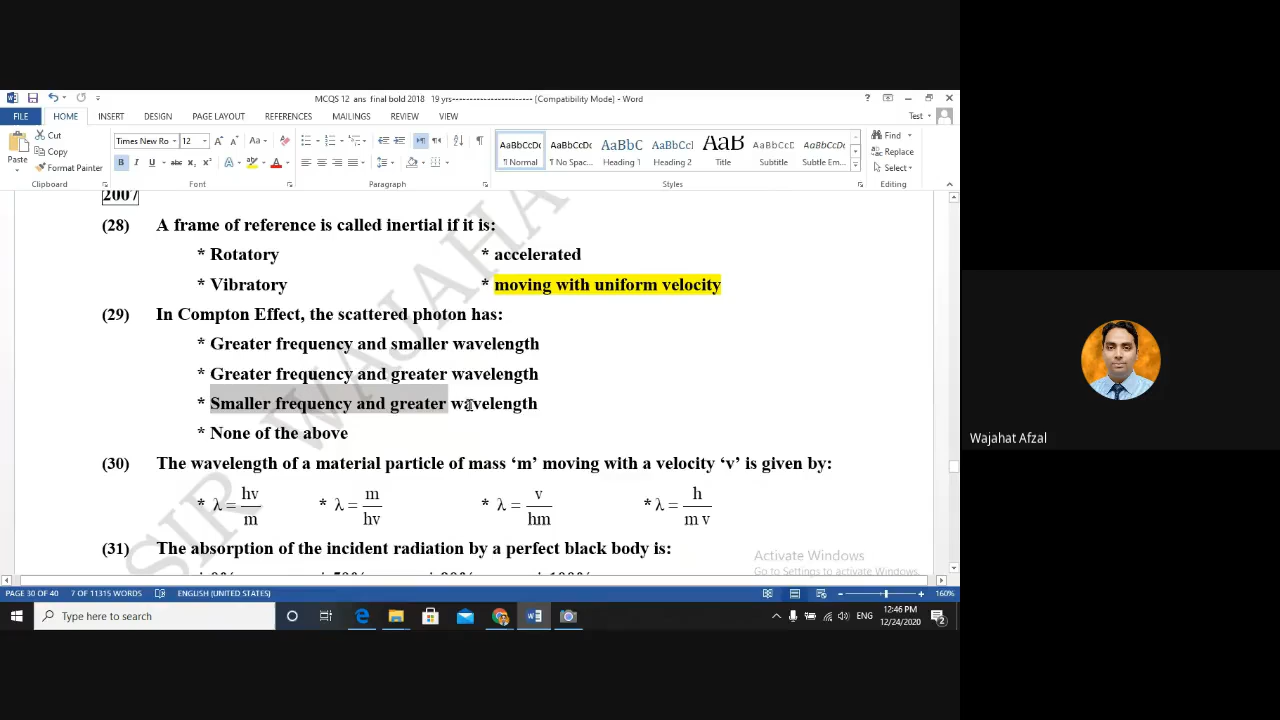 MCQS 12 ans final bold 2018 19 yrs----------------------- [Compatibility Mode] - Word
FILE HOME INSERT DESIGN PAGE LAYOUT REFERENCES MAILINGS REVIEW VIEW Test
Cut
Copy
Format Painter
Paste
Times New Ro 12
AaBbCcDc AaBbCcDc AaBbC AaBbCcl AaB AaBbCcD AaBbCcDc
¶ Normal ¶ No Spac... Heading 1 Heading 2 Title Subtitle Subtle Em...
Find
Replace
Select
Clipboard Font Paragraph Styles Editing
2007
(28) A frame of reference is called inertial if it is:
* Rotatory * accelerated
* Vibratory * moving with uniform velocity
(29) In Compton Effect, the scattered photon has:
* Greater frequency and smaller wavelength
* Greater frequency and greater wavelength
* Smaller frequency and greater wavelength
* None of the above
(30) The wavelength of a material particle of mass ‘m’ moving with a velocity ‘v’ is given by:
* λ = hv/m * λ = m/hv * λ = v/hm * λ = h/m v
(31) The absorption of the incident radiation by a perfect black body is:
SIR WAJAHA
Activate Windows
Go to Settings to activate Windows.
PAGE 30 OF 40 7 OF 11315 WORDS ENGLISH (UNITED STATES) 160%
Type here to search
ENG
12:46 PM
12/24/2020
2
Wajahat Afzal